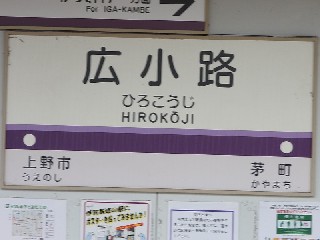 For IGA-KAMBE
広小路
ひろこうじ
HIROKŌJI
上野市
うえのし
茅町
かやまち